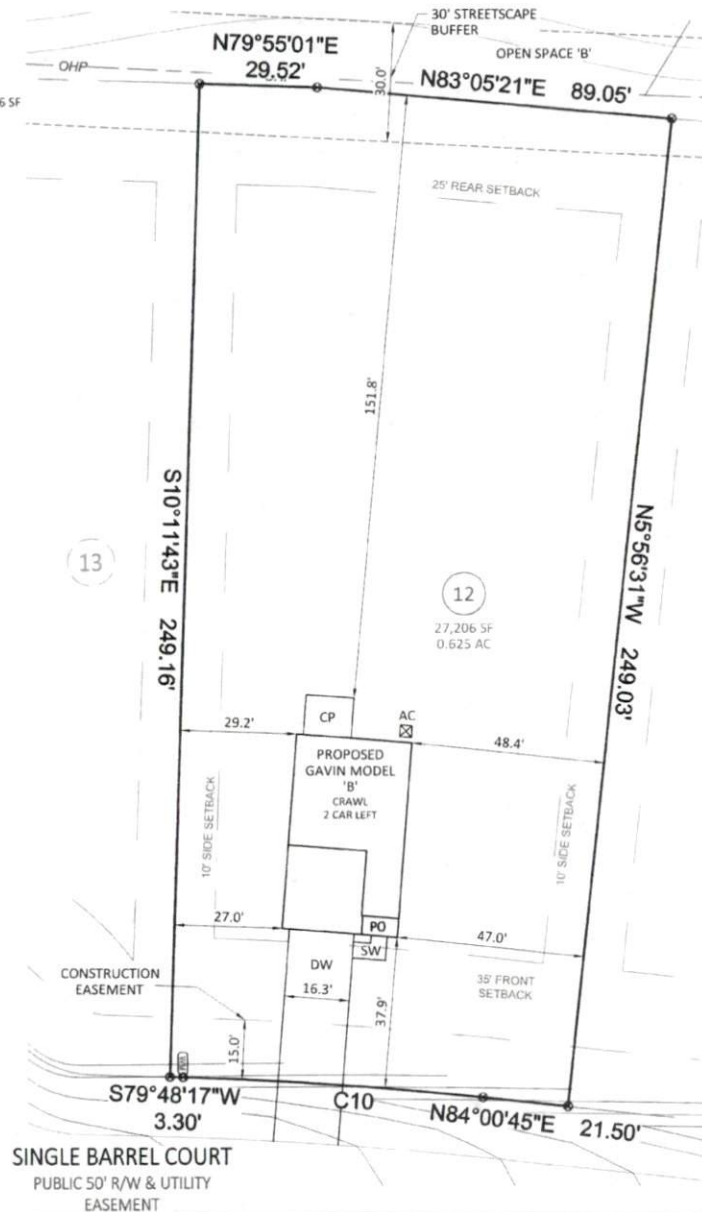 30' STREETSCAPE
BUFFER
N79°55'01"E
29.52'
OPEN SPACE 'B'
OHP
30.0'
N83°05'21"E 89.05'
6 SF
25' REAR SETBACK
151.8'
S10°11'43"E 249.16'
13
12
27,206 SF
0.625 AC
N5°56'31"W 249.03'
CP
AC
29.2'
48.4'
PROPOSED
GAVIN MODEL
'B'
CRAWL
2 CAR LEFT
10' SIDE SETBACK
10' SIDE SETBACK
27.0'
PO
47.0'
SW
DW
16.3'
35' FRONT
SETBACK
37.9'
CONSTRUCTION
EASEMENT
15.0'
S79°48'17"W
3.30'
C10
N84°00'45"E 21.50'
SINGLE BARREL COURT
PUBLIC 50' R/W & UTILITY
EASEMENT